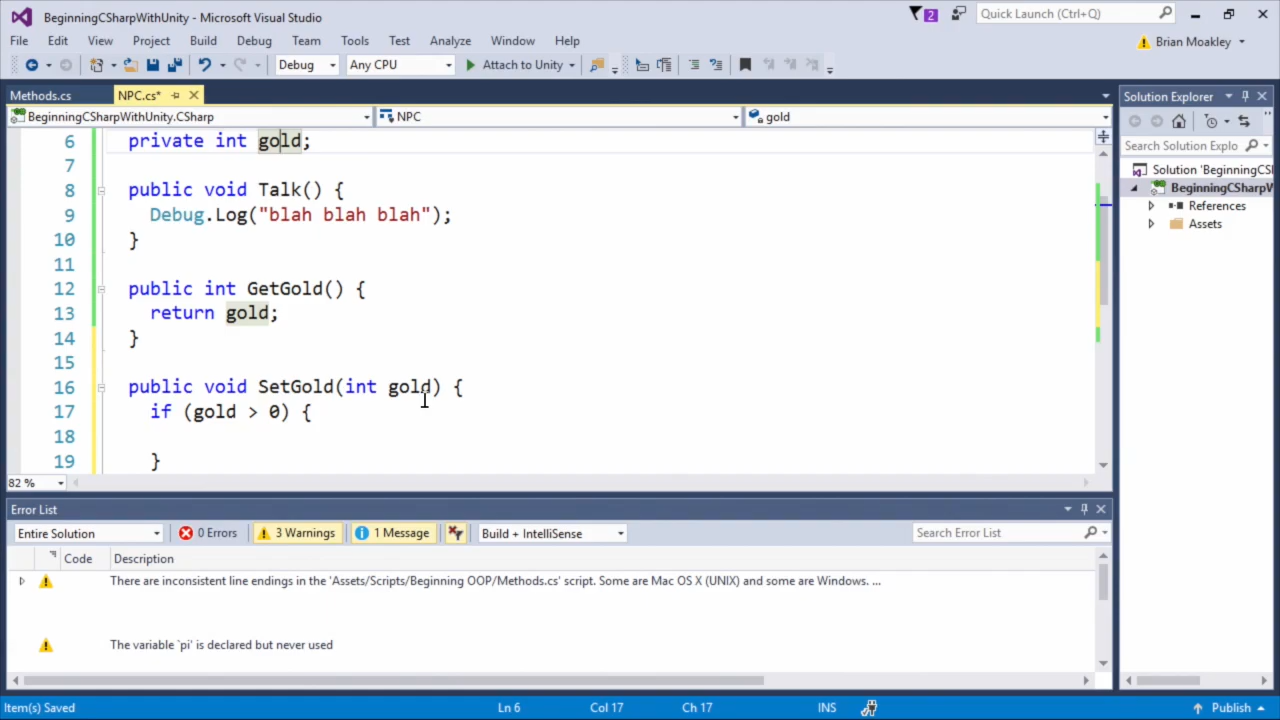 BeginningCSharpWithUnity - Microsoft Visual Studio
2
Quick Launch (Ctrl+Q)
File Edit View Project Build Debug Team Tools Test Analyze Window Help
Brian Moakley
Debug Any CPU Attach to Unity
Methods.cs NPC.cs*
BeginningCSharpWithUnity.CSharp NPC gold
6 private int gold;
7
8 public void Talk() {
9 Debug.Log("blah blah blah");
10 }
11
12 public int GetGold() {
13 return gold;
14 }
15
16 public void SetGold(int gold) {
17 if (gold > 0) {
18
19 }
82 %
Solution Explorer
Search Solution Explo
Solution 'BeginningCS
BeginningCSharpW
References
Assets
Error List
Entire Solution 0 Errors 3 Warnings 1 Message Build + IntelliSense Search Error List
Code Description
There are inconsistent line endings in the 'Assets/Scripts/Beginning OOP/Methods.cs' script. Some are Mac OS X (UNIX) and some are Windows. ...
The variable `pi' is declared but never used
Item(s) Saved Ln 6 Col 17 Ch 17 INS Publish